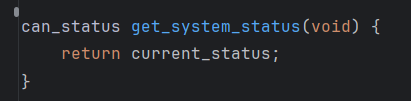 can_status get_system_status(void) {
    return current_status;
}